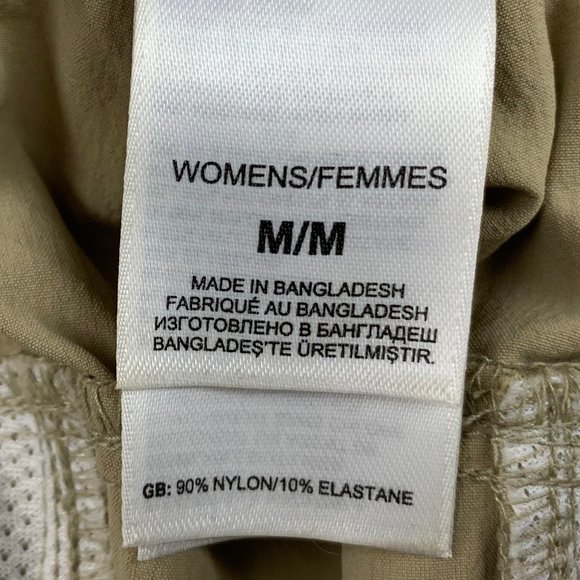 WOMENS/FEMMES
M/M
MADE IN BANGLADESH
FABRIQUÉ AU BANGLADESH
ИЗГОТОВЛЕНО В БАНГЛАДЕШ
BANGLADEŞ'TE ÜRETILMIŞTIR.
GB: 90% NYLON/10% ELASTANE